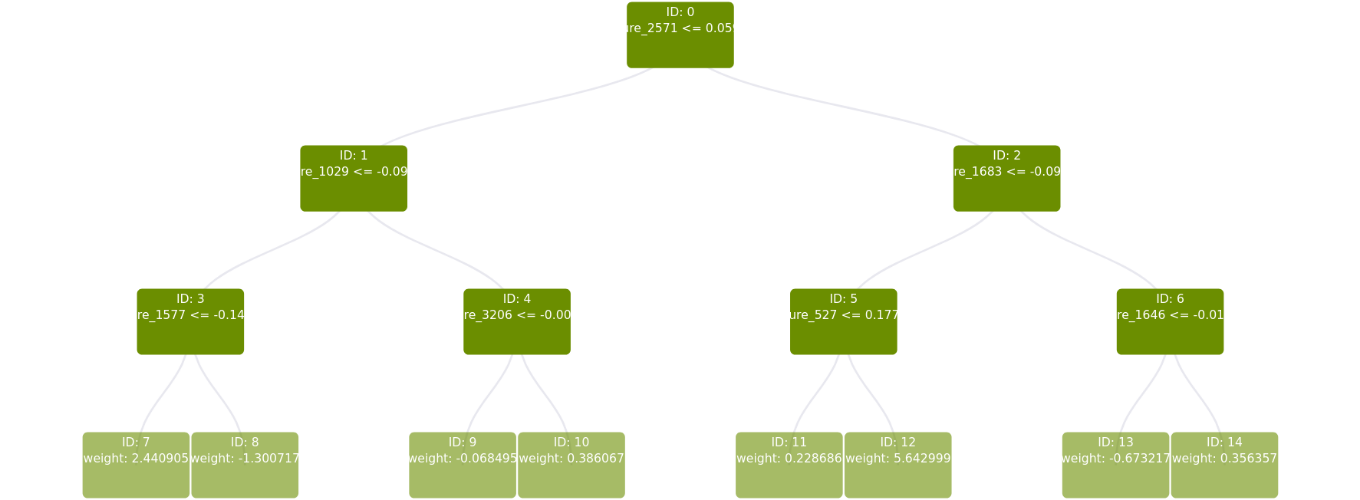 ID: 0
ure_2571 <= 0.059
ID: 1
re_1029 <= -0.09
ID: 2
re_1683 <= -0.09
ID: 3
re_1577 <= -0.14
ID: 4
re_3206 <= -0.00
ID: 5
ure_527 <= 0.177
ID: 6
re_1646 <= -0.01
ID: 7
weight: 2.440905
ID: 8
weight: -1.300717
ID: 9
weight: -0.068495
ID: 10
weight: 0.386067
ID: 11
weight: 0.228686
ID: 12
weight: 5.642999
ID: 13
weight: -0.673217
ID: 14
weight: 0.356357